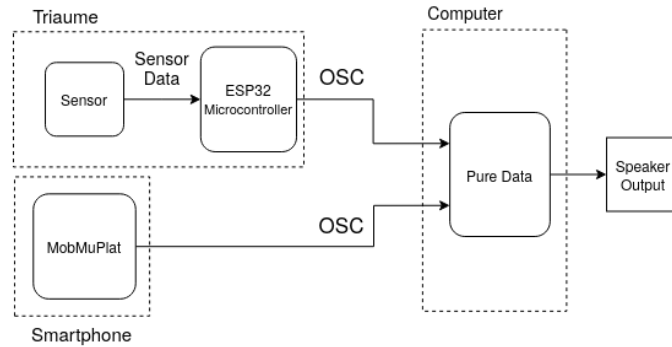 Triaume
Computer
Sensor
Data
OSC
Sensor
ESP32
Microcontroller
Pure Data
Speaker
Output
MobMuPlat
OSC
Smartphone